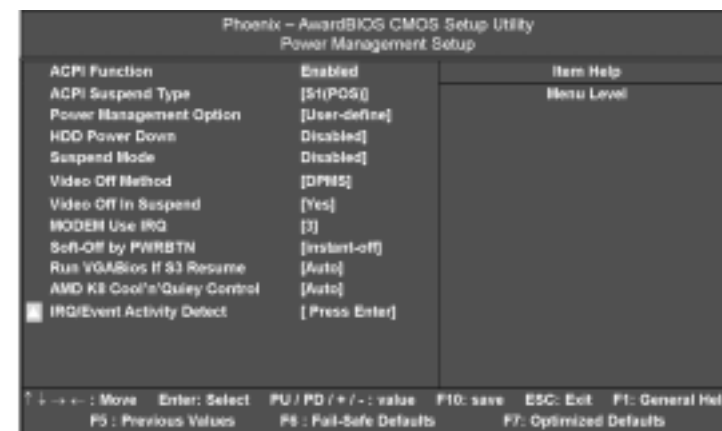 Phoenix – AwardBIOS CMOS Setup Utility
Power Management Setup
ACPI Function Enabled
ACPI Suspend Type [S1(POS)]
Power Management Option [User-define]
HDD Power Down Disabled]
Suspend Mode Disabled]
Video Off Method [DPMS]
Video Off In Suspend [Yes]
MODEM Use IRQ [3]
Soft-Off by PWRBTN [instant-off]
Run VGABios if S3 Resume [Auto]
AMD K8 Cool'n'Quiey Control [Auto]
IRQ/Event Activity Detect [ Press Enter]
Item Help
Menu Level
↑↓→← : Move Enter: Select PU / PD / + / - : value F10: save ESC: Exit F1: General Hel
F5 : Previous Values F6 : Fail-Safe Defaults F7: Optimized Defaults